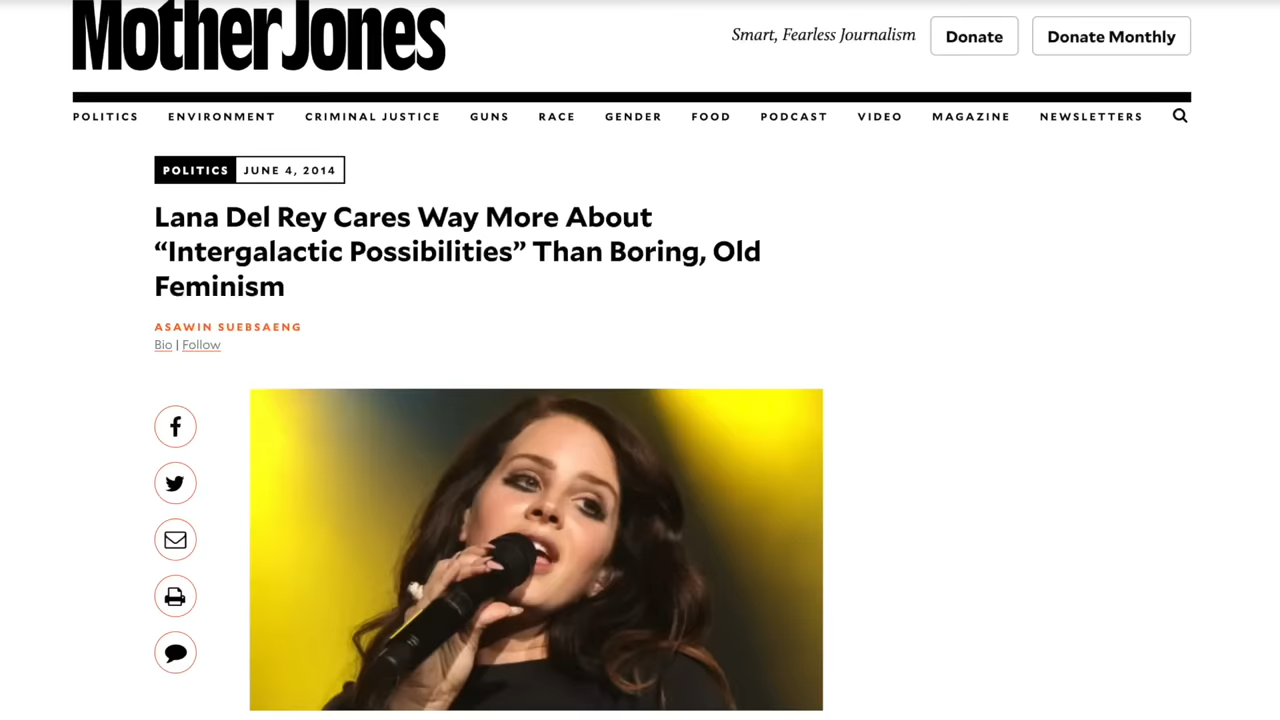 Mother Jones
Smart, Fearless Journalism
Donate
Donate Monthly
POLITICS ENVIRONMENT CRIMINAL JUSTICE GUNS RACE GENDER FOOD PODCAST VIDEO MAGAZINE NEWSLETTERS
POLITICS JUNE 4, 2014
Lana Del Rey Cares Way More About
“Intergalactic Possibilities” Than Boring, Old
Feminism
ASAWIN SUEBSAENG
Bio | Follow